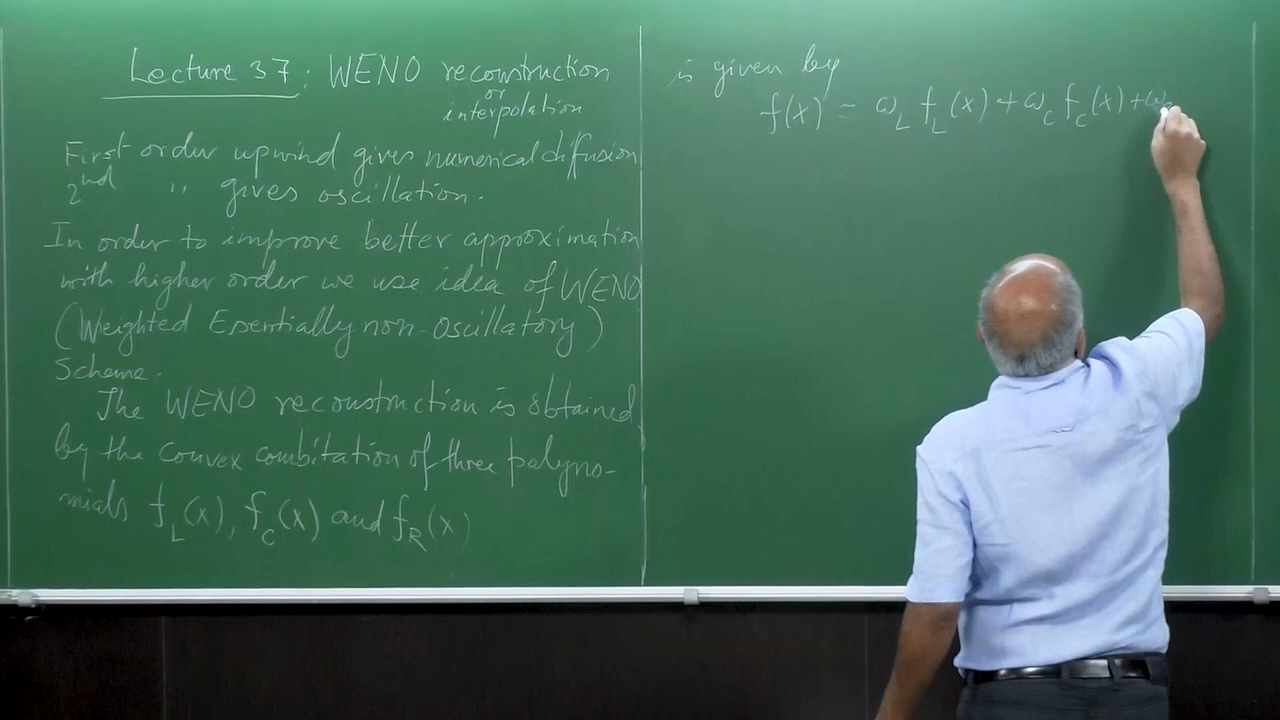 Lecture 37: WENO reconstruction
or
interpolation
First order upwind gives numerical diffusion
2nd " gives oscillation.
In order to improve better approximation
with higher order we use idea of WENO
(Weighted Essentially non-Oscillatory)
Scheme.
The WENO reconstruction is obtained
by the convex combitation of three polyno-
mials f_L(x), f_C(x) and f_R(x)
is given by
f(x) = ω_L f_L(x) + ω_C f_C(x) + ω